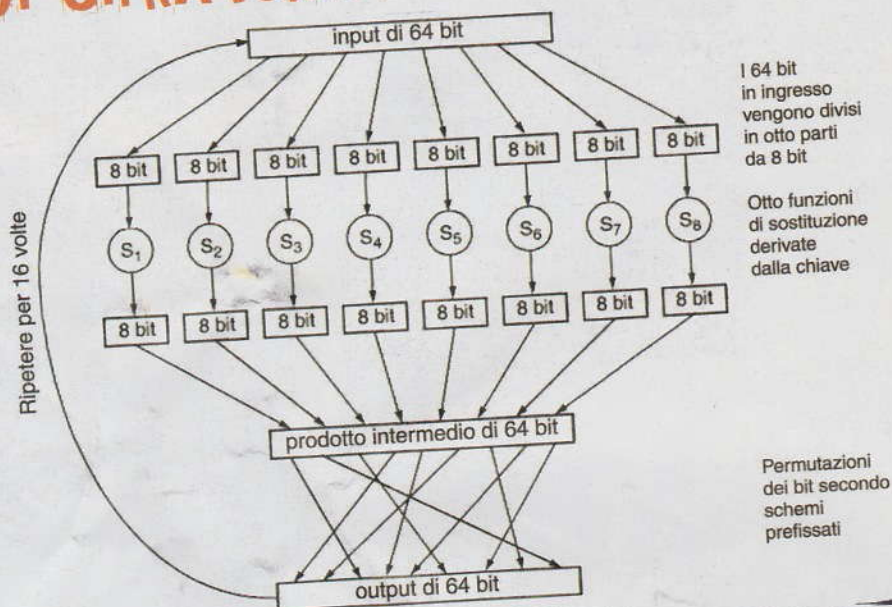 input di 64 bit
I 64 bit
in ingresso
vengono divisi
in otto parti
da 8 bit
8 bit 8 bit 8 bit 8 bit 8 bit 8 bit 8 bit 8 bit
Otto funzioni
di sostituzione
derivate
dalla chiave
S1 S2 S3 S4 S5 S6 S7 S8
8 bit 8 bit 8 bit 8 bit 8 bit 8 bit 8 bit 8 bit
Ripetere per 16 volte
prodotto intermedio di 64 bit
Permutazioni
dei bit secondo
schemi
prefissati
output di 64 bit